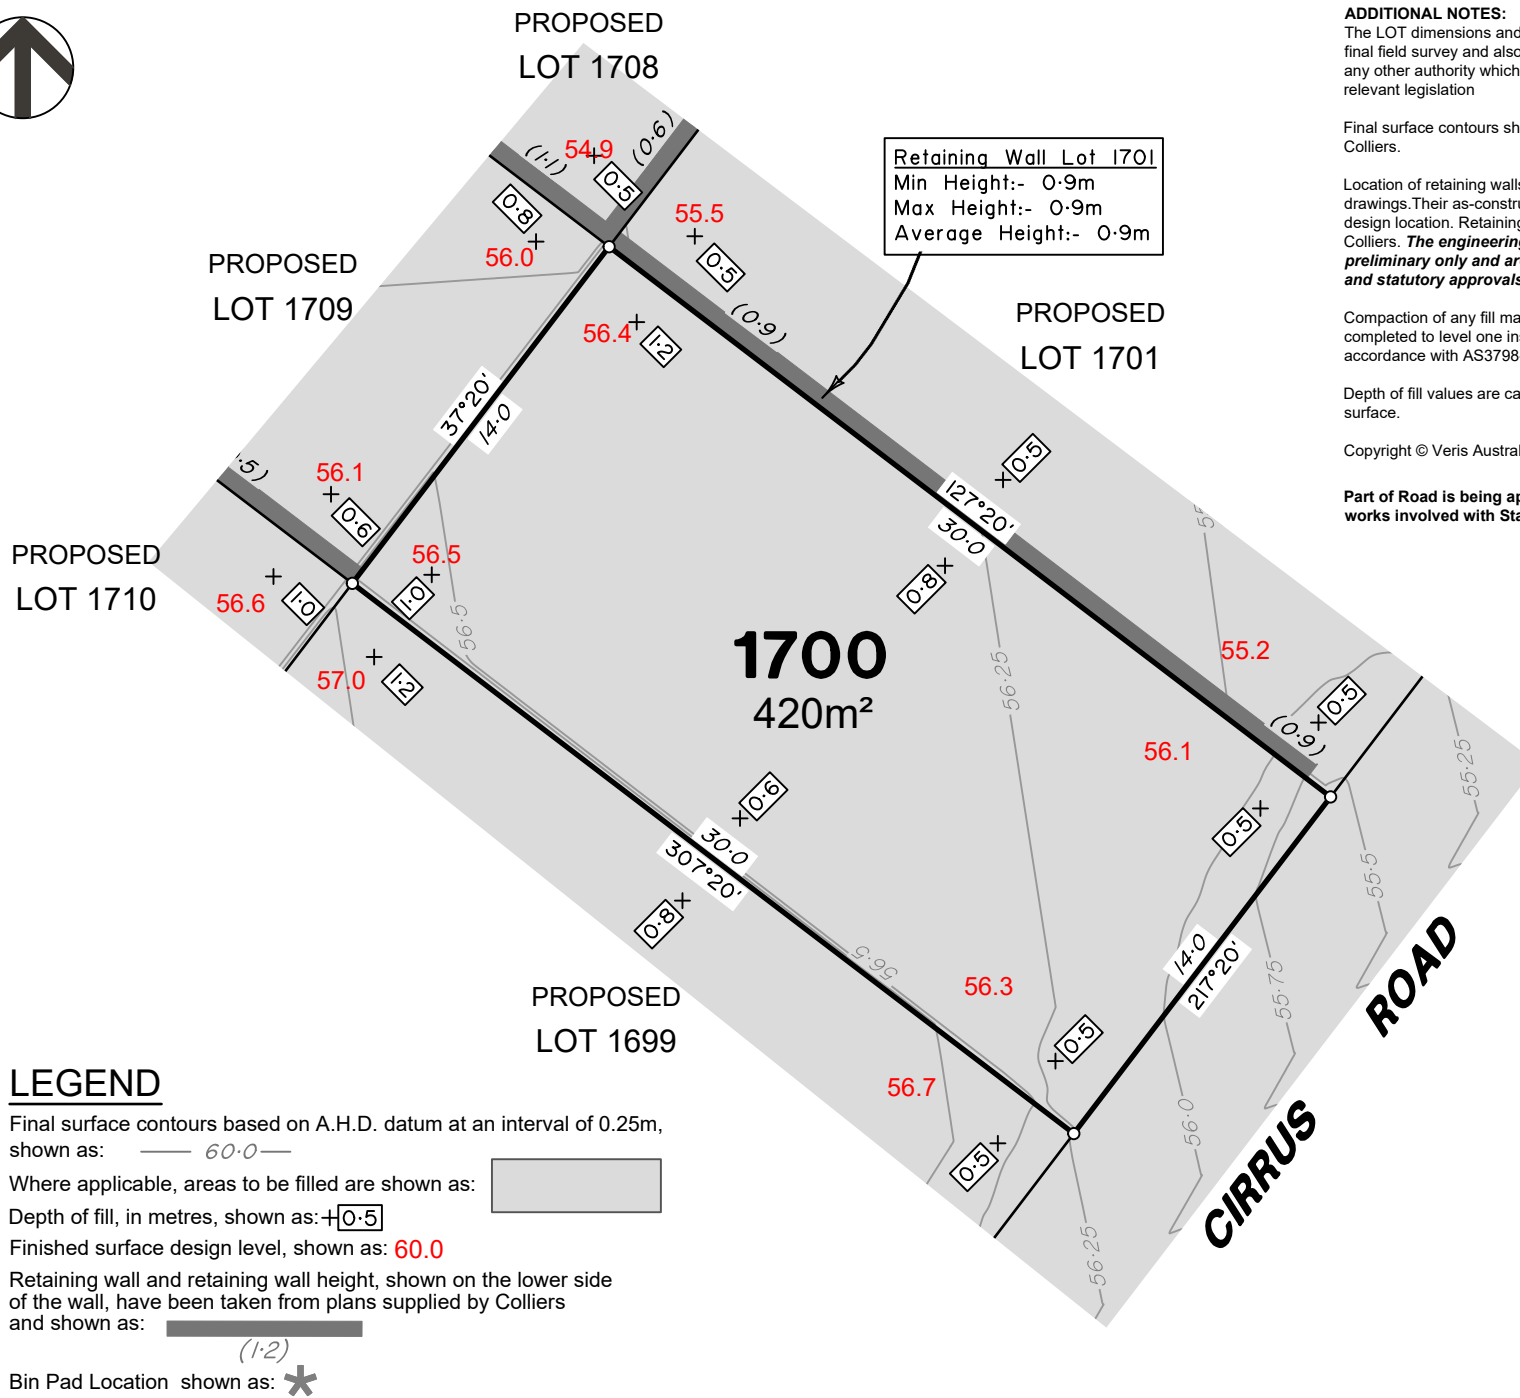 PROPOSED
LOT 1708
ADDITIONAL NOTES:
The LOT dimensions and
final field survey and also
any other authority which
relevant legislation
Final surface contours sh
Colliers.
Location of retaining walls
drawings.Their as-constru
design location. Retaining
Colliers. The engineering
preliminary only and ar
and statutory approvals
Compaction of any fill ma
completed to level one ins
accordance with AS3798
Depth of fill values are ca
surface.
Copyright © Veris Austral
Part of Road is being ap
works involved with Sta
Retaining Wall Lot 1701
Min Height:- 0·9m
Max Height:- 0·9m
Average Height:- 0·9m
(1·1)
54.9
(0·6)
0·5
0·8
55.5
56.0
0·5
PROPOSED
LOT 1709
56.4
1·2
(0·9)
PROPOSED
LOT 1701
37°20'
14·0
·5)
56.1
0·6
0·5
127°20'
30·0
PROPOSED
LOT 1710
56.5
1·0
56.6
1·0
0·8
56·5
57.0
1·2
1700
420m²
56·25
55
55.2
0·5
(0·9)
56.1
55·25
0·6
0·5
30·0
307°20'
0·8
55·5
56·5
14·0
217°20'
55·75
56.3
0·5
PROPOSED
LOT 1699
56.7
0·5
56·0
56·25
CIRRUS ROAD
LEGEND
Final surface contours based on A.H.D. datum at an interval of 0.25m,
shown as: 60·0
Where applicable, areas to be filled are shown as:
Depth of fill, in metres, shown as:+0·5
Finished surface design level, shown as: 60.0
Retaining wall and retaining wall height, shown on the lower side
of the wall, have been taken from plans supplied by Colliers
and shown as:
(1·2)
Bin Pad Location shown as: